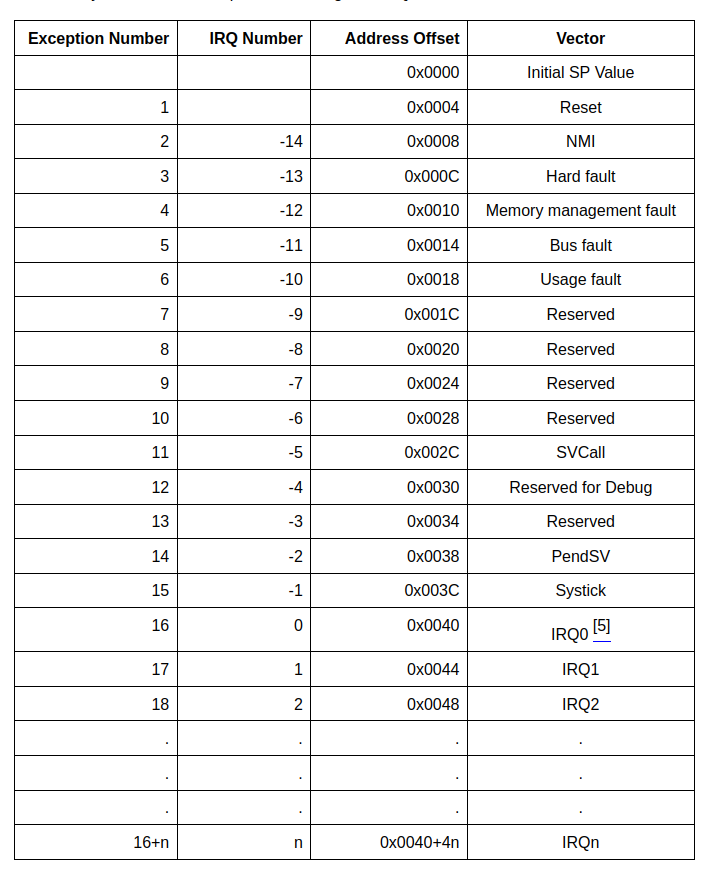 Exception Number IRQ Number Address Offset Vector
0x0000 Initial SP Value
1 0x0004 Reset
2 -14 0x0008 NMI
3 -13 0x000C Hard fault
4 -12 0x0010 Memory management fault
5 -11 0x0014 Bus fault
6 -10 0x0018 Usage fault
7 -9 0x001C Reserved
8 -8 0x0020 Reserved
9 -7 0x0024 Reserved
10 -6 0x0028 Reserved
11 -5 0x002C SVCall
12 -4 0x0030 Reserved for Debug
13 -3 0x0034 Reserved
14 -2 0x0038 PendSV
15 -1 0x003C Systick
16 0 0x0040 IRQ0 [5]
17 1 0x0044 IRQ1
18 2 0x0048 IRQ2
. . . .
. . . .
. . . .
16+n n 0x0040+4n IRQn